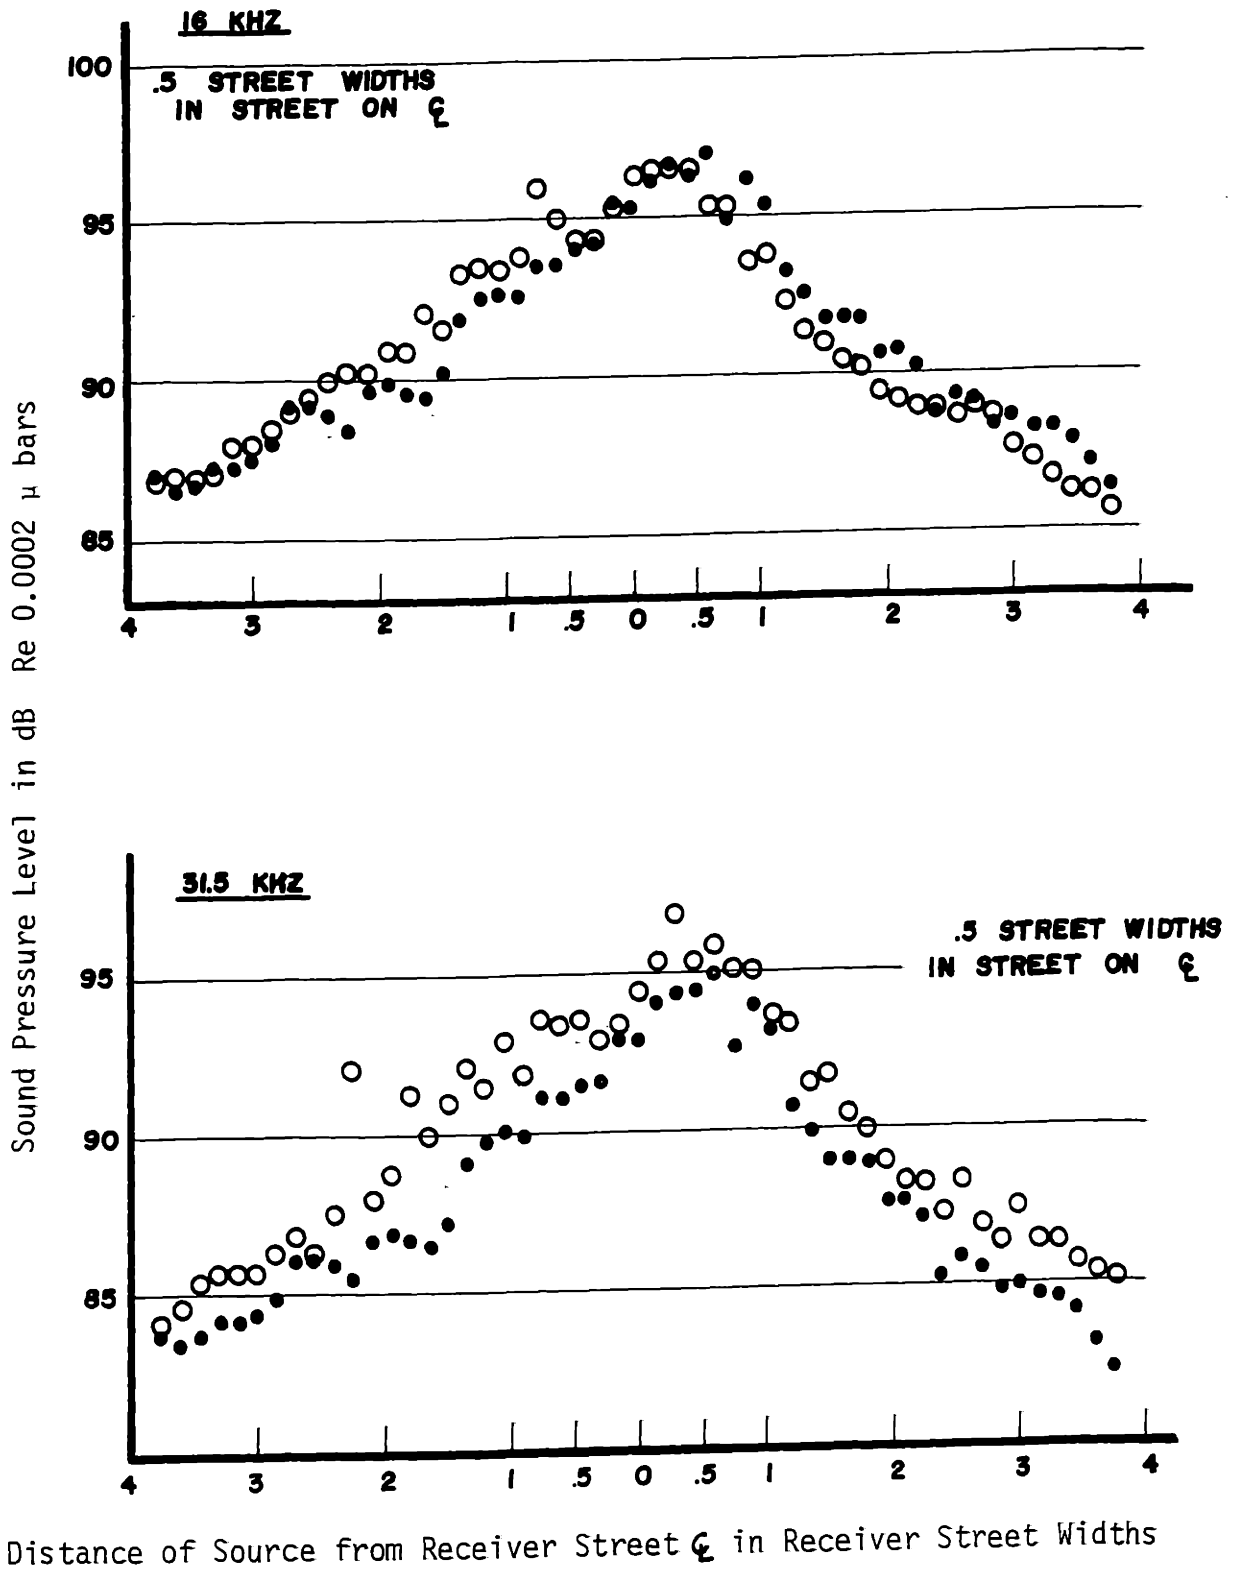 16 KHZ
100
.5 STREET WIDTHS
IN STREET ON ℄
95
90
85
4 3 2 1 .5 0 .5 1 2 3 4
Sound Pressure Level in dB Re 0.0002 μ bars
31.5 KHZ
.5 STREET WIDTHS
IN STREET ON ℄
95
90
85
4 3 2 1 .5 0 .5 1 2 3 4
Distance of Source from Receiver Street ℄ in Receiver Street Widths